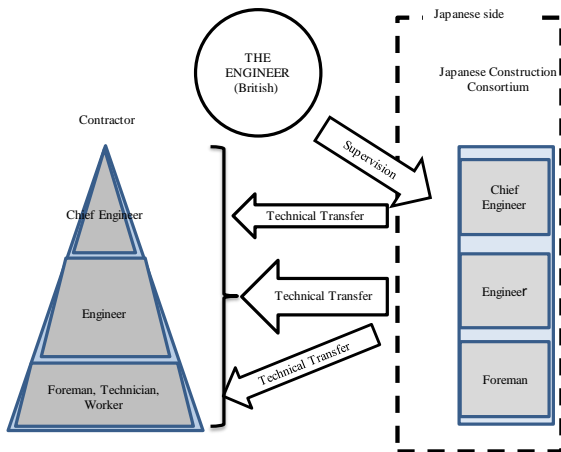 Japanese side
THE
ENGINEER
(British)
Japanese Construction
Consortium
Contractor
Supervision
Chief Engineer
Chief
Engineer
Technical Transfer
Technical Transfer
Engineer
Engineer
Technical Transfer
Foreman, Technician,
Worker
Foreman